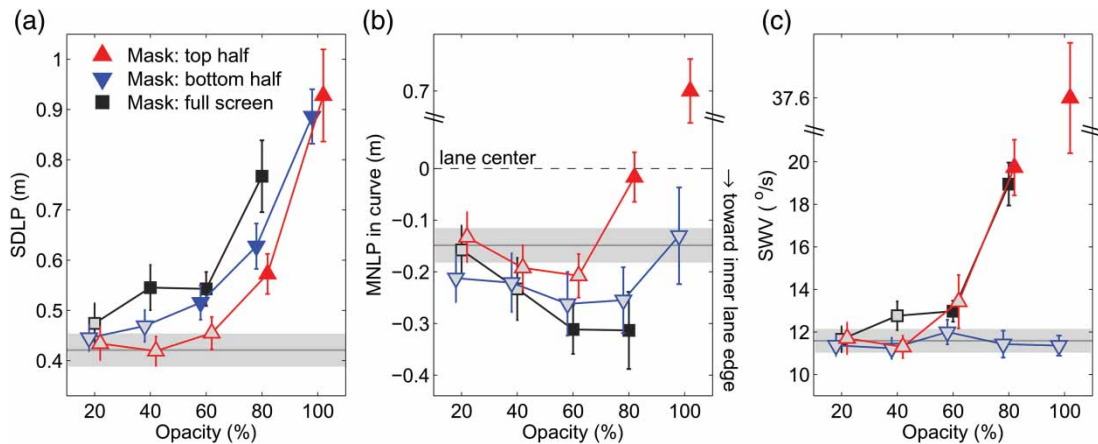 (a)
SDLP (m)
1
0.9
0.8
0.7
0.6
0.5
0.4
Mask: top half
Mask: bottom half
Mask: full screen
20 40 60 80 100
Opacity (%)
(b)
MNLP in curve (m)
0.7
0
−0.1
−0.2
−0.3
−0.4
lane center
→ toward inner lane edge
20 40 60 80 100
Opacity (%)
(c)
SWV (°/s)
37.6
20
18
16
14
12
10
20 40 60 80 100
Opacity (%)